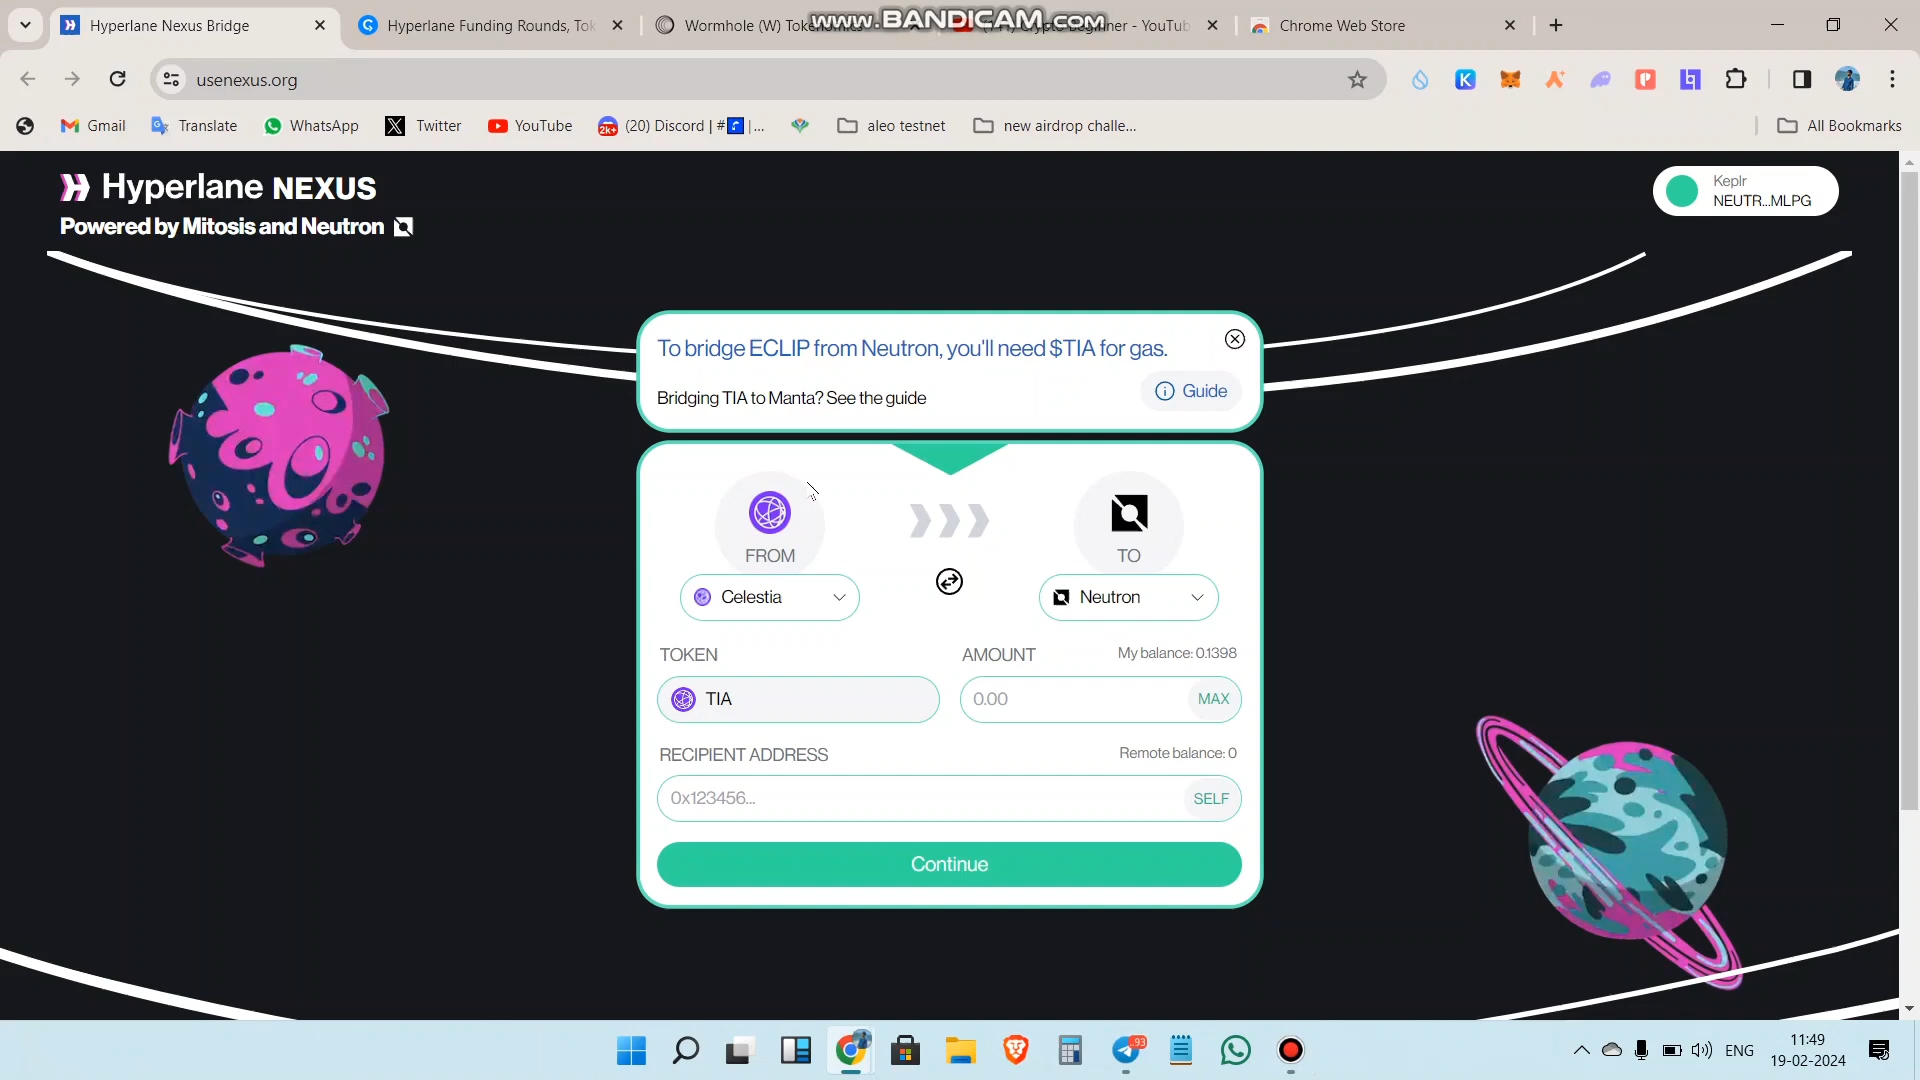 Hyperlane Nexus Bridge
Hyperlane Funding Rounds, Tok
Wormhole (W) Tokenomics
Crypto Beginner - YouTub
Chrome Web Store
www.BANDICAM.COM
usenexus.org
Gmail
Translate
WhatsApp
Twitter
YouTube
(20) Discord | # | ...
aleo testnet
new airdrop challe...
All Bookmarks
Hyperlane NEXUS
Powered by Mitosis and Neutron
Keplr
NEUTR...MLPG
To bridge ECLIP from Neutron, you'll need $TIA for gas.
Bridging TIA to Manta? See the guide
Guide
FROM
TO
Celestia
Neutron
TOKEN
AMOUNT
My balance: 0.1398
TIA
0.00
MAX
RECIPIENT ADDRESS
Remote balance: 0
0x123456...
SELF
Continue
93
ENG
11:49
19-02-2024